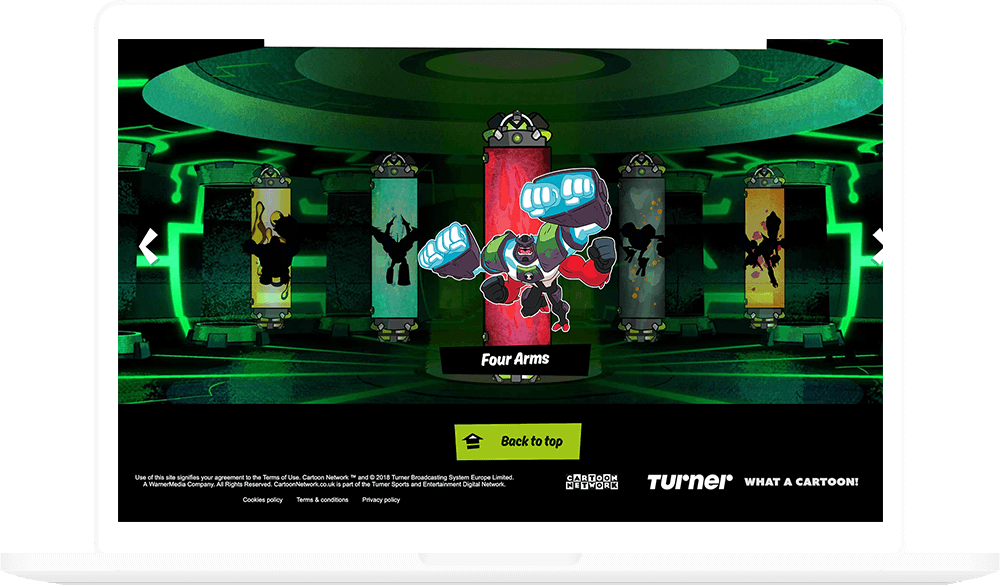 Four Arms
Back to top
Use of this site signifies your agreement to the Terms of Use. Cartoon Network ™ and © 2018 Turner Broadcasting System Europe Limited.
A WarnerMedia Company. All Rights Reserved. CartoonNetwork.co.uk is part of the Turner Sports and Entertainment Digital Network.
Cookies policy Terms & conditions Privacy policy
CARTOON
NETWORK
Turner
WHAT A CARTOON!